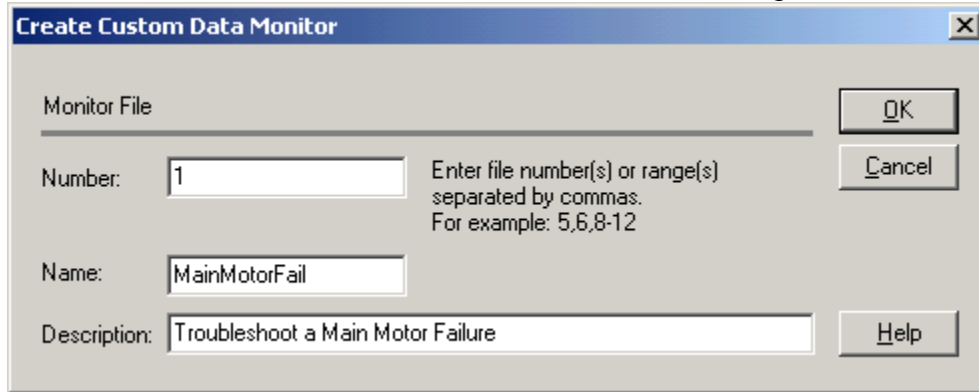 Create Custom Data Monitor
Monitor File
OK
Number: 1
Enter file number(s) or range(s)
separated by commas.
For example: 5,6,8-12
Cancel
Name: MainMotorFail
Description: Troubleshoot a Main Motor Failure
Help